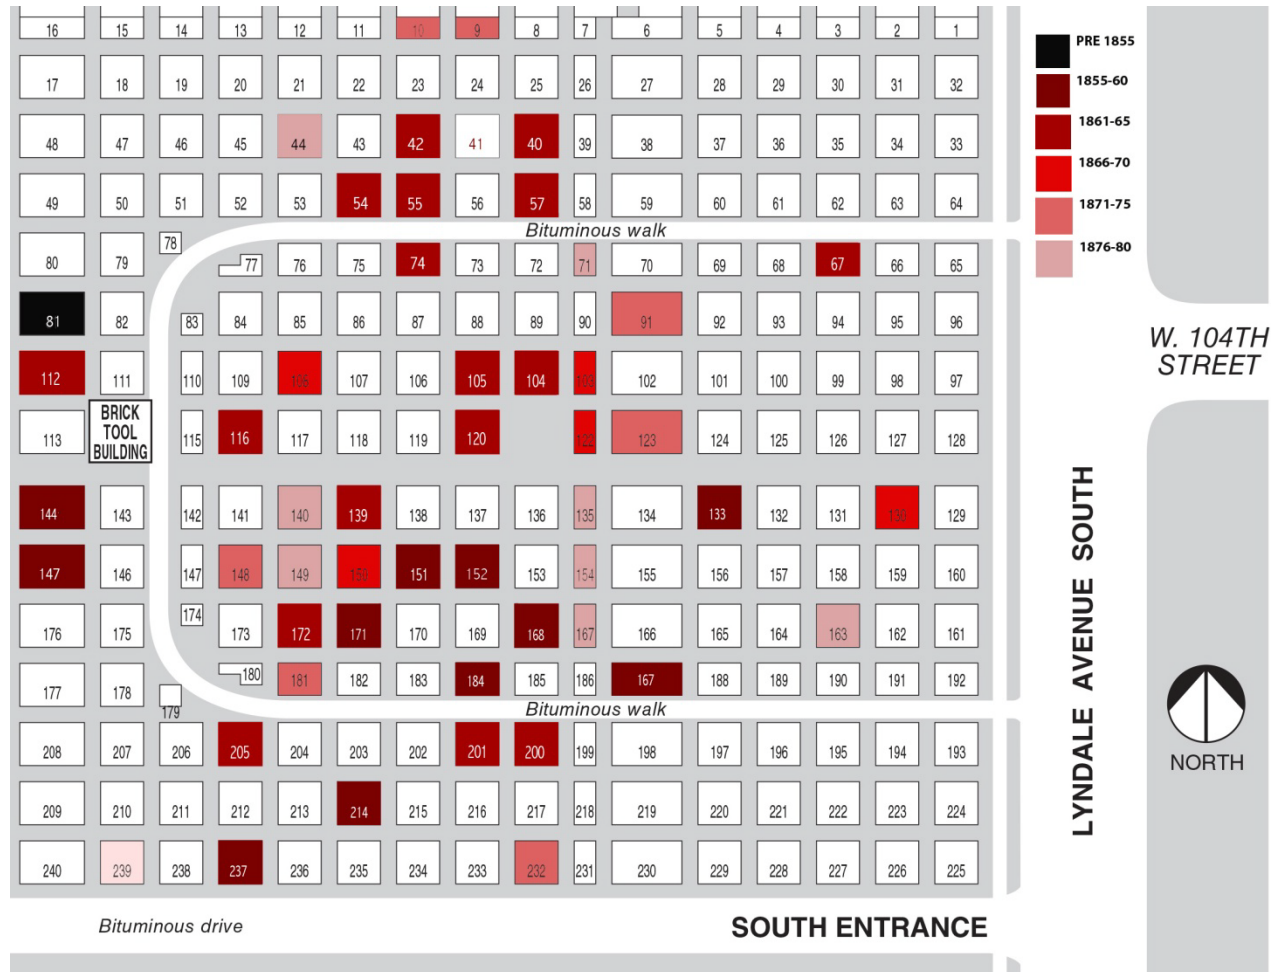 16 15 14 13 12 11 10 9 8 7 6 5 4 3 2 1
PRE 1855
17 18 19 20 21 22 23 24 25 26 27 28 29 30 31 32
1855-60
48 47 46 45 44 43 42 41 40 39 38 37 36 35 34 33
1861-65
1866-70
49 50 51 52 53 54 55 56 57 58 59 60 61 62 63 64
1871-75
Bituminous walk
78
1876-80
80 79 77 76 75 74 73 72 71 70 69 68 67 66 65
81 82 83 84 85 86 87 88 89 90 91 92 93 94 95 96
W. 104TH
STREET
112 111 110 109 108 107 106 105 104 103 102 101 100 99 98 97
BRICK
TOOL
BUILDING
113 115 116 117 118 119 120 122 123 124 125 126 127 128
144 143 142 141 140 139 138 137 136 135 134 133 132 131 130 129
LYNDALE AVENUE SOUTH
147 146 147 148 149 150 151 152 153 154 155 156 157 158 159 160
174
176 175 173 172 171 170 169 168 167 166 165 164 163 162 161
177 178 180 181 182 183 184 185 186 167 188 189 190 191 192
179
Bituminous walk
208 207 206 205 204 203 202 201 200 199 198 197 196 195 194 193
NORTH
209 210 211 212 213 214 215 216 217 218 219 220 221 222 223 224
240 239 238 237 236 235 234 233 232 231 230 229 228 227 226 225
Bituminous drive
SOUTH ENTRANCE